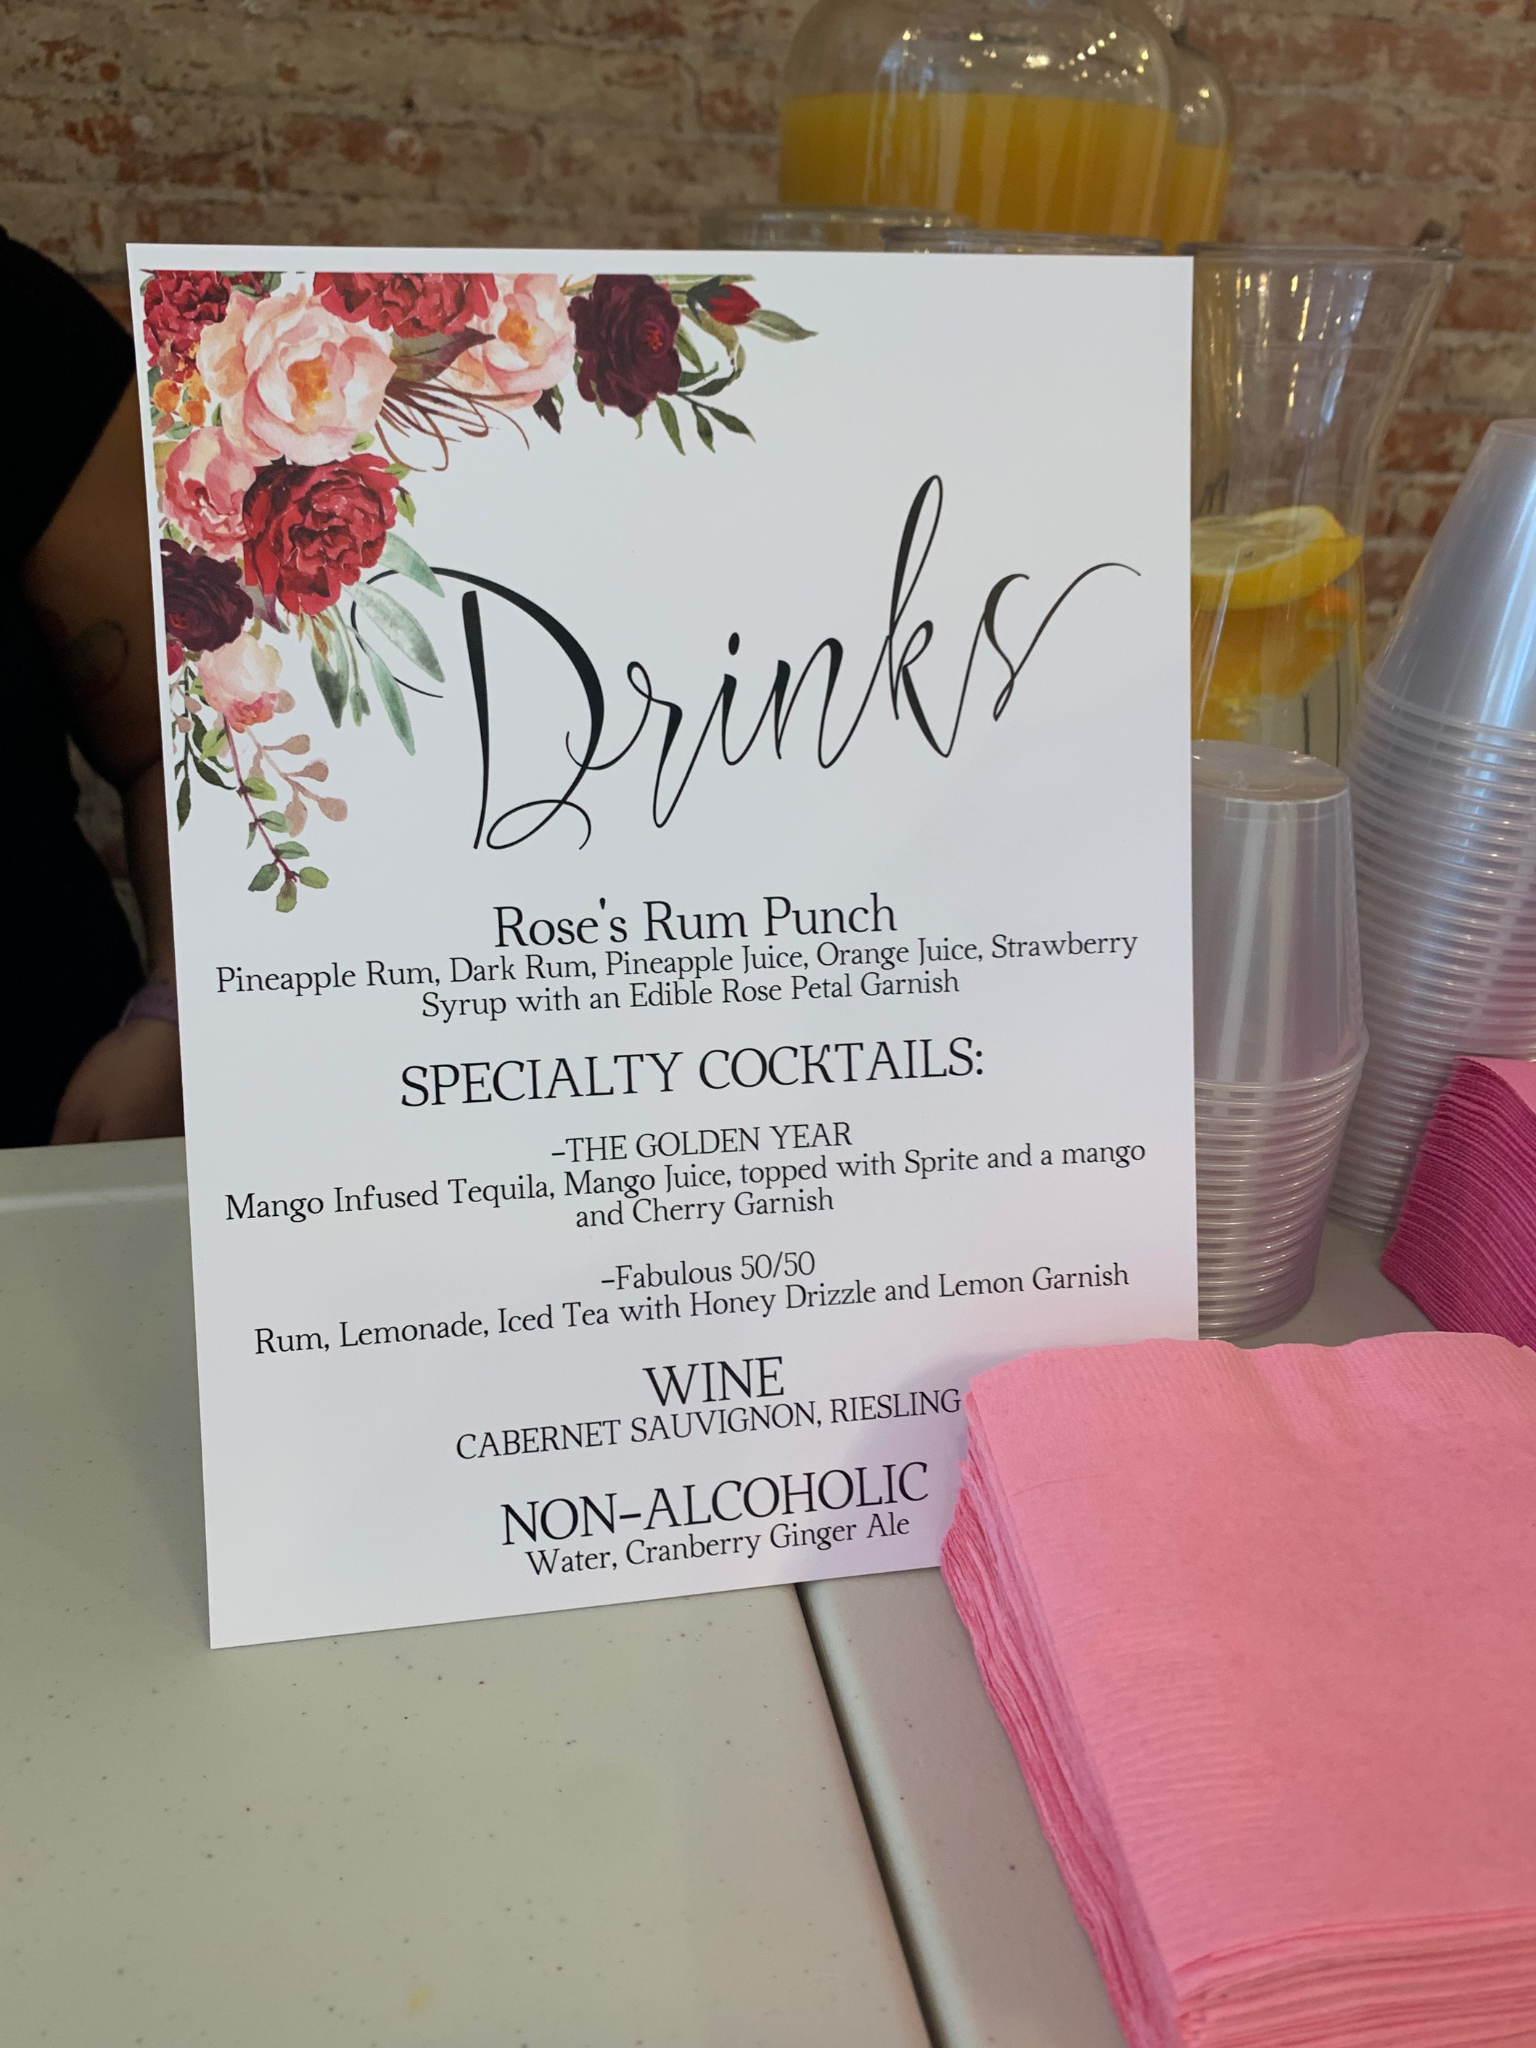 Drinks
Rose's Rum Punch
Pineapple Rum, Dark Rum, Pineapple Juice, Orange Juice, Strawberry
Syrup with an Edible Rose Petal Garnish
SPECIALTY COCKTAILS:
-THE GOLDEN YEAR
Mango Infused Tequila, Mango Juice, topped with Sprite and a mango
and Cherry Garnish
-Fabulous 50/50
Rum, Lemonade, Iced Tea with Honey Drizzle and Lemon Garnish
WINE
CABERNET SAUVIGNON, RIESLING
NON-ALCOHOLIC
Water, Cranberry Ginger Ale